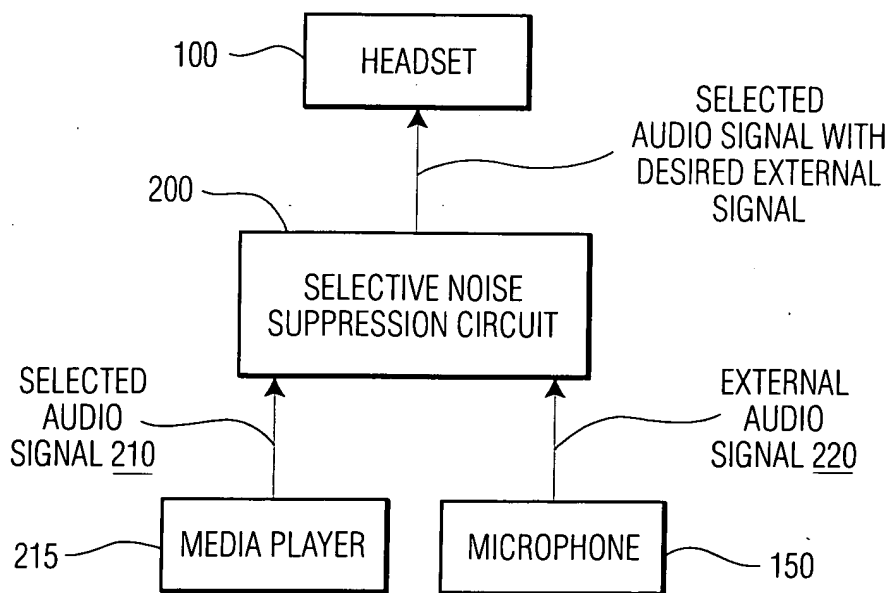 100
HEADSET
SELECTED
AUDIO SIGNAL WITH
DESIRED EXTERNAL
SIGNAL
200
SELECTIVE NOISE
SUPPRESSION CIRCUIT
SELECTED
AUDIO
SIGNAL 210
EXTERNAL
AUDIO
SIGNAL 220
215
MEDIA PLAYER
MICROPHONE
150